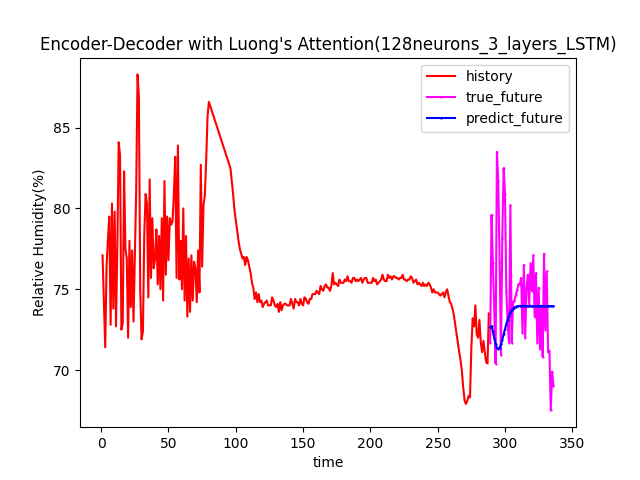 Encoder-Decoder with Luong's Attention(128neurons_3_layers_LSTM)
history
true_future
predict_future
Relative Humidity(%)
85
80
75
70
0 50 100 150 200 250 300 350
time